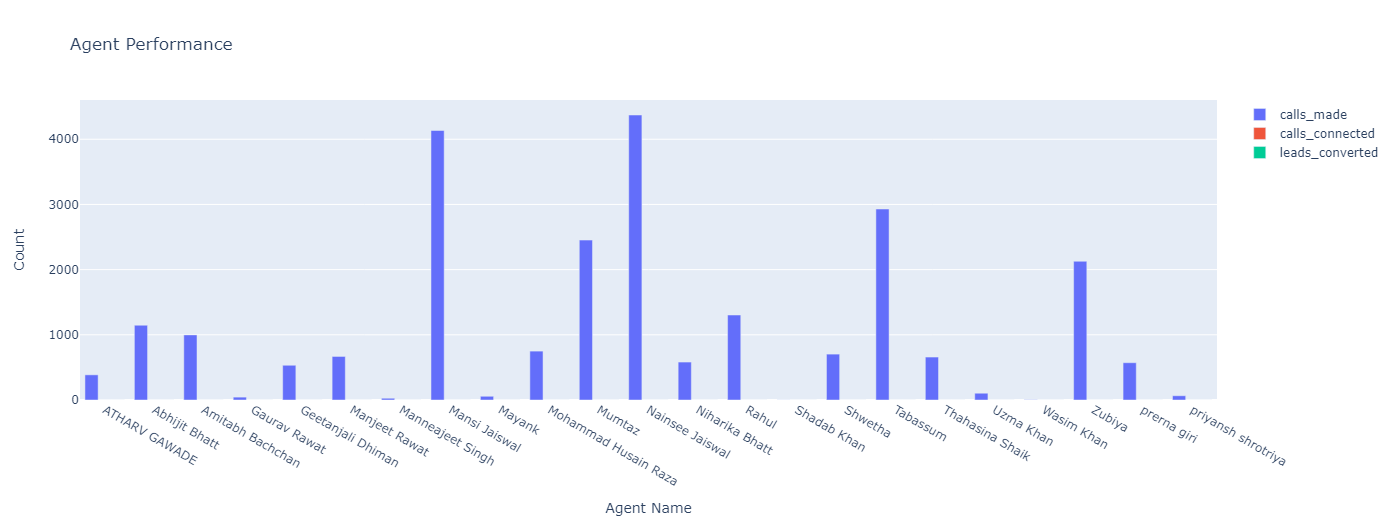 Agent Performance
calls_made
calls_connected
leads_converted
Count
4000
3000
2000
1000
0
ATHARV GAWADE
Abhijit Bhatt
Amitabh Bachchan
Gaurav Rawat
Geetanjali Dhiman
Manjeet Rawat
Manneajeet Singh
Mansi Jaiswal
Mayank
Mohammad Husain Raza
Mumtaz
Nainsee Jaiswal
Niharika Bhatt
Rahul
Shadab Khan
Shwetha
Tabassum
Thahasina Shaik
Uzma Khan
Wasim Khan
Zubiya
prerna giri
priyansh shrotriya
Agent Name